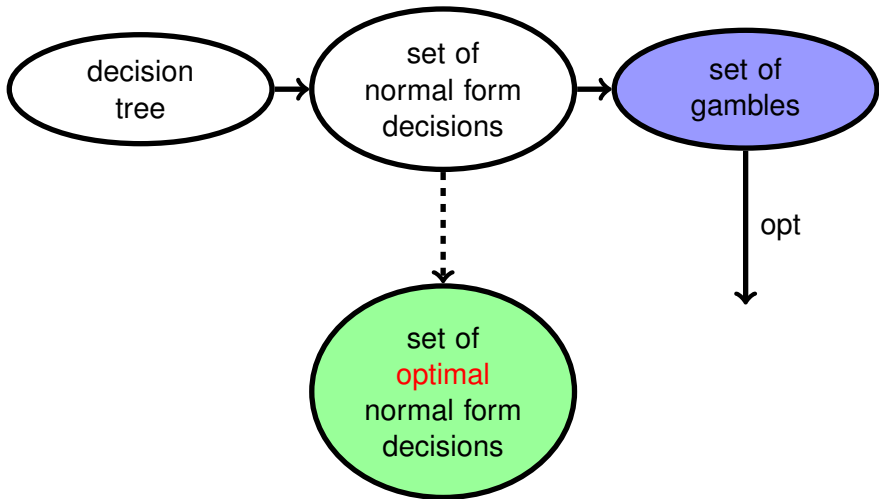 decision
tree
set of
normal form
decisions
set of
gambles
opt
set of
optimal
normal form
decisions